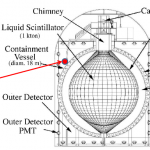 Chimney
Ca
Liquid Scintillator
(1 kton)
Containment
Vessel
(diam. 18 m)
Outer Detector
Outer Detector
PMT